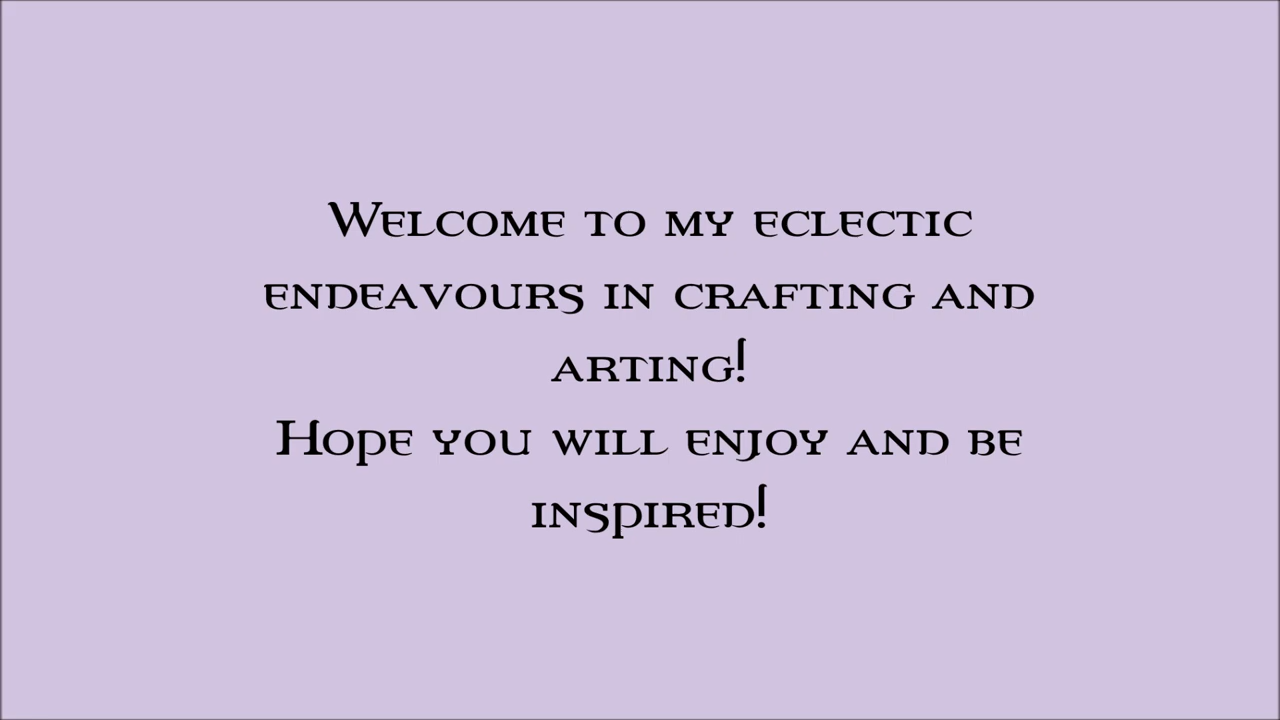 Welcome to my eclectic
endeavours in crafting and
arting!
Hope you will enjoy and be
inspired!